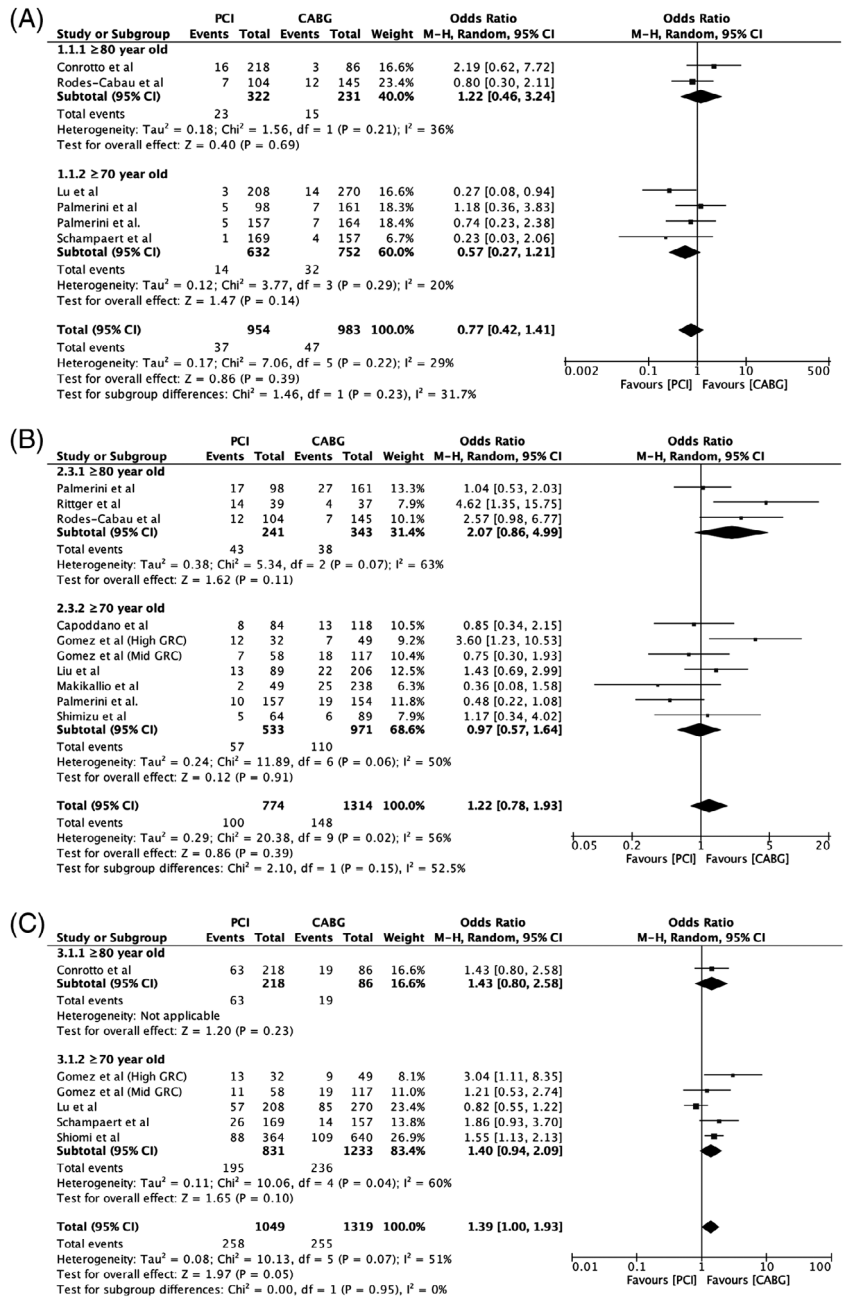 (A)
PCI CABG Odds Ratio Odds Ratio
Study or Subgroup Events Total Events Total Weight M-H, Random, 95% CI M-H, Random, 95% CI
1.1.1 ≥80 year old
Conrotto et al 16 218 3 86 16.6% 2.19 [0.62, 7.72]
Rodes-Cabau et al 7 104 12 145 23.4% 0.80 [0.30, 2.11]
Subtotal (95% CI) 322 231 40.0% 1.22 [0.46, 3.24]
Total events 23 15
Heterogeneity: Tau² = 0.18; Chi² = 1.56, df = 1 (P = 0.21); I² = 36%
Test for overall effect: Z = 0.40 (P = 0.69)
1.1.2 ≥70 year old
Lu et al 3 208 14 270 16.6% 0.27 [0.08, 0.94]
Palmerini et al 5 98 7 161 18.3% 1.18 [0.36, 3.83]
Palmerini et al. 5 157 7 164 18.4% 0.74 [0.23, 2.38]
Schampaert et al 1 169 4 157 6.7% 0.23 [0.03, 2.06]
Subtotal (95% CI) 632 752 60.0% 0.57 [0.27, 1.21]
Total events 14 32
Heterogeneity: Tau² = 0.12; Chi² = 3.77, df = 3 (P = 0.29); I² = 20%
Test for overall effect: Z = 1.47 (P = 0.14)
Total (95% CI) 954 983 100.0% 0.77 [0.42, 1.41]
Total events 37 47
Heterogeneity: Tau² = 0.17; Chi² = 7.06, df = 5 (P = 0.22); I² = 29%
0.002 0.1 1 10 500
Test for overall effect: Z = 0.86 (P = 0.39)
Favours [PCI] Favours [CABG]
Test for subgroup differences: Chi² = 1.46, df = 1 (P = 0.23), I² = 31.7%
(B)
PCI CABG Odds Ratio Odds Ratio
Study or Subgroup Events Total Events Total Weight M-H, Random, 95% CI M-H, Random, 95% CI
2.3.1 ≥80 year old
Palmerini et al 17 98 27 161 13.3% 1.04 [0.53, 2.03]
Rittger et al 14 39 4 37 7.9% 4.62 [1.35, 15.75]
Rodes-Cabau et al 12 104 7 145 10.1% 2.57 [0.98, 6.77]
Subtotal (95% CI) 241 343 31.4% 2.07 [0.86, 4.99]
Total events 43 38
Heterogeneity: Tau² = 0.38; Chi² = 5.34, df = 2 (P = 0.07); I² = 63%
Test for overall effect: Z = 1.62 (P = 0.11)
2.3.2 ≥70 year old
Capoddano et al 8 84 13 118 10.5% 0.85 [0.34, 2.15]
Gomez et al (High GRC) 12 32 7 49 9.2% 3.60 [1.23, 10.53]
Gomez et al (Mid GRC) 7 58 18 117 10.4% 0.75 [0.30, 1.93]
Liu et al 13 89 22 206 12.5% 1.43 [0.69, 2.99]
Makikallio et al 2 49 25 238 6.3% 0.36 [0.08, 1.58]
Palmerini et al. 10 157 19 154 11.8% 0.48 [0.22, 1.08]
Shimizu et al 5 64 6 89 7.9% 1.17 [0.34, 4.02]
Subtotal (95% CI) 533 971 68.6% 0.97 [0.57, 1.64]
Total events 57 110
Heterogeneity: Tau² = 0.24; Chi² = 11.89, df = 6 (P = 0.06); I² = 50%
Test for overall effect: Z = 0.12 (P = 0.91)
Total (95% CI) 774 1314 100.0% 1.22 [0.78, 1.93]
Total events 100 148
Heterogeneity: Tau² = 0.29; Chi² = 20.38, df = 9 (P = 0.02); I² = 56%
0.05 0.2 1 5 20
Test for overall effect: Z = 0.86 (P = 0.39)
Favours [PCI] Favours [CABG]
Test for subgroup differences: Chi² = 2.10, df = 1 (P = 0.15), I² = 52.5%
(C)
PCI CABG Odds Ratio Odds Ratio
Study or Subgroup Events Total Events Total Weight M-H, Random, 95% CI M-H, Random, 95% CI
3.1.1 ≥80 year old
Conrotto et al 63 218 19 86 16.6% 1.43 [0.80, 2.58]
Subtotal (95% CI) 218 86 16.6% 1.43 [0.80, 2.58]
Total events 63 19
Heterogeneity: Not applicable
Test for overall effect: Z = 1.20 (P = 0.23)
3.1.2 ≥70 year old
Gomez et al (High GRC) 13 32 9 49 8.1% 3.04 [1.11, 8.35]
Gomez et al (Mid GRC) 11 58 19 117 11.0% 1.21 [0.53, 2.74]
Lu et al 57 208 85 270 23.4% 0.82 [0.55, 1.22]
Schampaert et al 26 169 14 157 13.8% 1.86 [0.93, 3.70]
Shiomi et al 88 364 109 640 26.9% 1.55 [1.13, 2.13]
Subtotal (95% CI) 831 1233 83.4% 1.40 [0.94, 2.09]
Total events 195 236
Heterogeneity: Tau² = 0.11; Chi² = 10.06, df = 4 (P = 0.04); I² = 60%
Test for overall effect: Z = 1.65 (P = 0.10)
Total (95% CI) 1049 1319 100.0% 1.39 [1.00, 1.93]
Total events 258 255
Heterogeneity: Tau² = 0.08; Chi² = 10.13, df = 5 (P = 0.07); I² = 51%
0.01 0.1 1 10 100
Test for overall effect: Z = 1.97 (P = 0.05)
Favours [PCI] Favours [CABG]
Test for subgroup differences: Chi² = 0.00, df = 1 (P = 0.95), I² = 0%